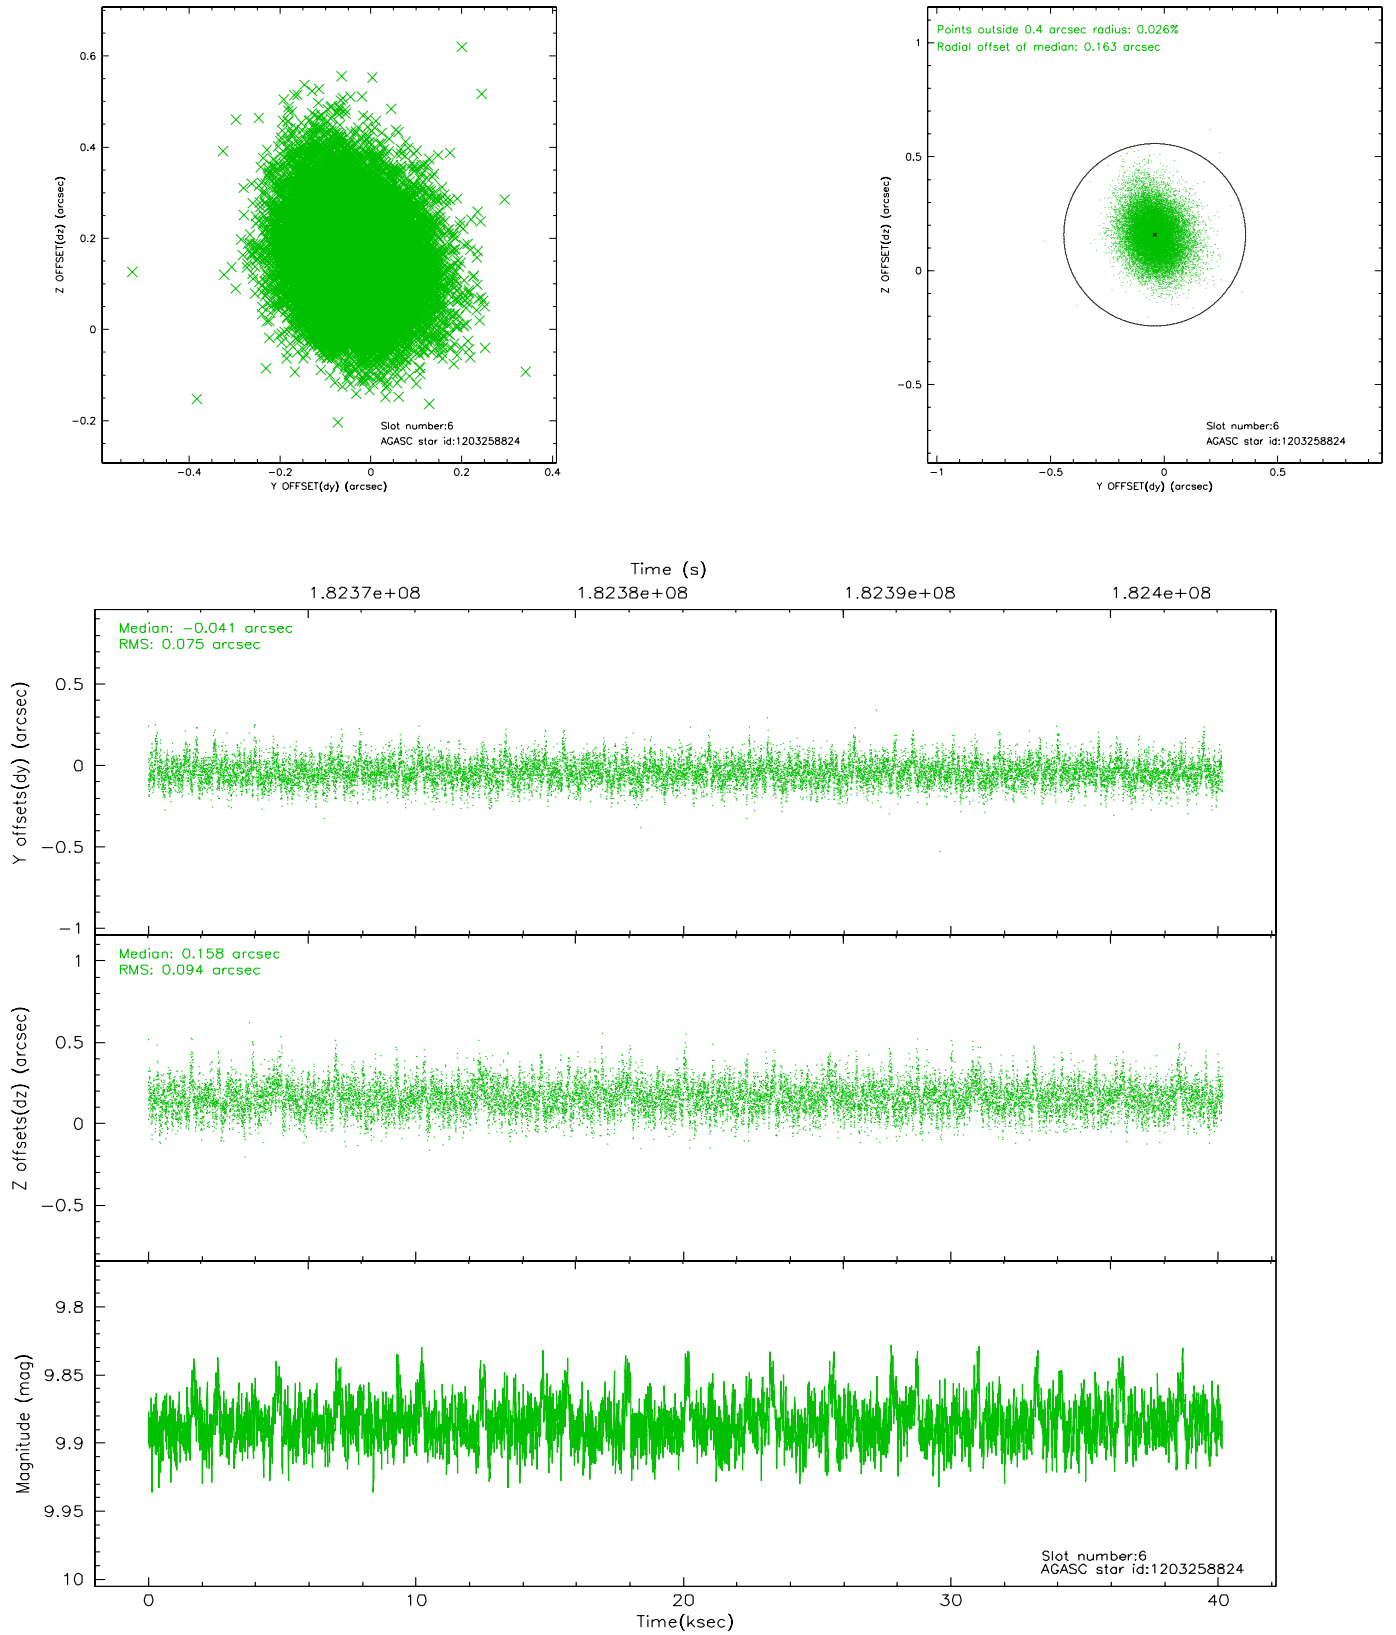 0.6
0.4
0.2
0
−0.2
Z OFFSET(dz) (arcsec)
Slot number:6
AGASC star id:1203258824
−0.4
−0.2
0
0.2
0.4
Y OFFSET(dy) (arcsec)
Points outside 0.4 arcsec radius: 0.026%
Radial offset of median: 0.163 arcsec
1
0.5
0
−0.5
Z OFFSET(dz) (arcsec)
Slot number:6
AGASC star id:1203258824
−1
−0.5
0
0.5
Y OFFSET(dy) (arcsec)
Time (s)
1.8237e+08
1.8238e+08
1.8239e+08
1.824e+08
Median: −0.041 arcsec
RMS: 0.075 arcsec
0.5
0
−0.5
−1
Y offsets(dy) (arcsec)
Median: 0.158 arcsec
RMS: 0.094 arcsec
1
0.5
0
−0.5
Z offsets(dz) (arcsec)
9.8
9.85
9.9
9.95
10
Magnitude (mag)
Slot number:6
AGASC star id:1203258824
0
10
20
30
40
Time(ksec)